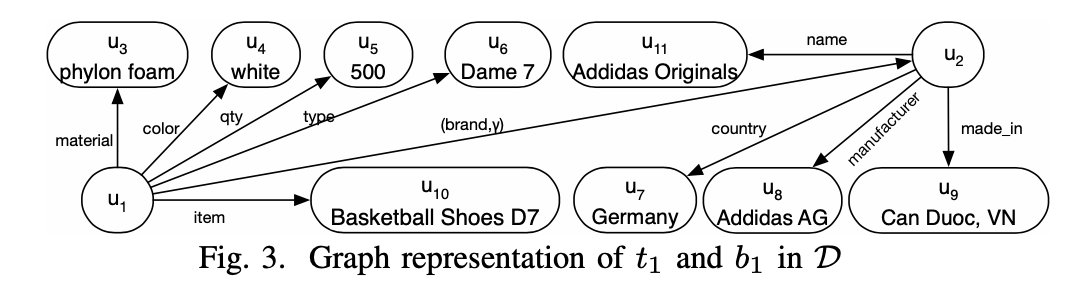 u₃
phylon foam
u₄
white
u₅
500
u₆
Dame 7
u₁₁
Addidas Originals
name
u₂
material
color
qty
type
(brand,γ)
country
manufacturer
made_in
u₁
item
u₁₀
Basketball Shoes D7
u₇
Germany
u₈
Addidas AG
u₉
Can Duoc, VN
Fig. 3. Graph representation of t₁ and b₁ in 𝒟